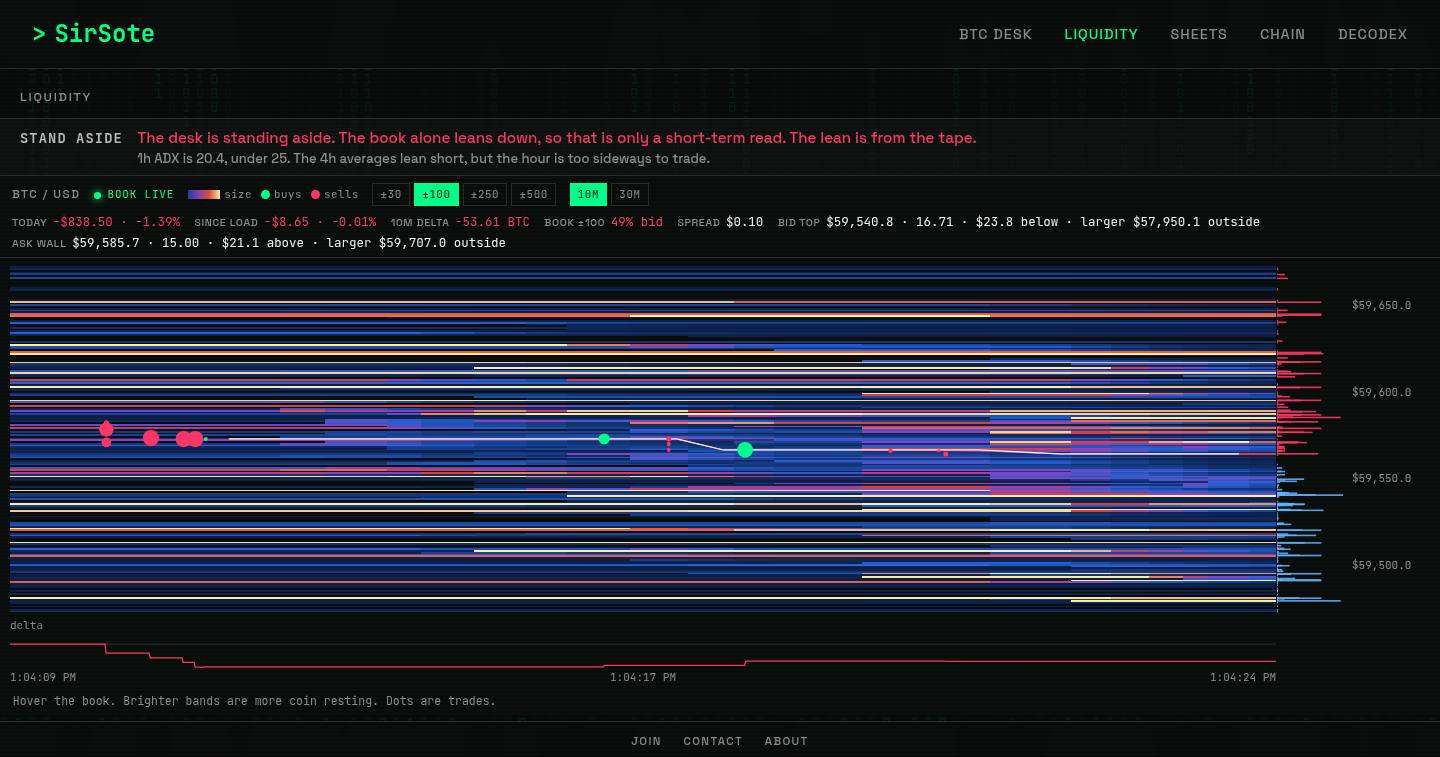 > SirSote
BTC DESK LIQUIDITY SHEETS CHAIN DECODEX
LIQUIDITY
STAND ASIDE The desk is standing aside. The book alone leans down, so that is only a short-term read. The lean is from the tape.
1h ADX is 20.4, under 25. The 4h averages lean short, but the hour is too sideways to trade.
BTC / USD BOOK LIVE size buys sells ±30 ±100 ±250 ±500 10M 30M
TODAY -$838.50 · -1.39% SINCE LOAD -$8.65 · -0.01% 10M DELTA -53.61 BTC BOOK ±100 49% bid SPREAD $0.10 BID TOP $59,540.8 · 16.71 · $23.8 below · larger $57,950.1 outside
ASK WALL $59,585.7 · 15.00 · $21.1 above · larger $59,707.0 outside
$59,650.0
$59,600.0
$59,550.0
$59,500.0
delta
1:04:09 PM 1:04:17 PM 1:04:24 PM
Hover the book. Brighter bands are more coin resting. Dots are trades.
JOIN CONTACT ABOUT